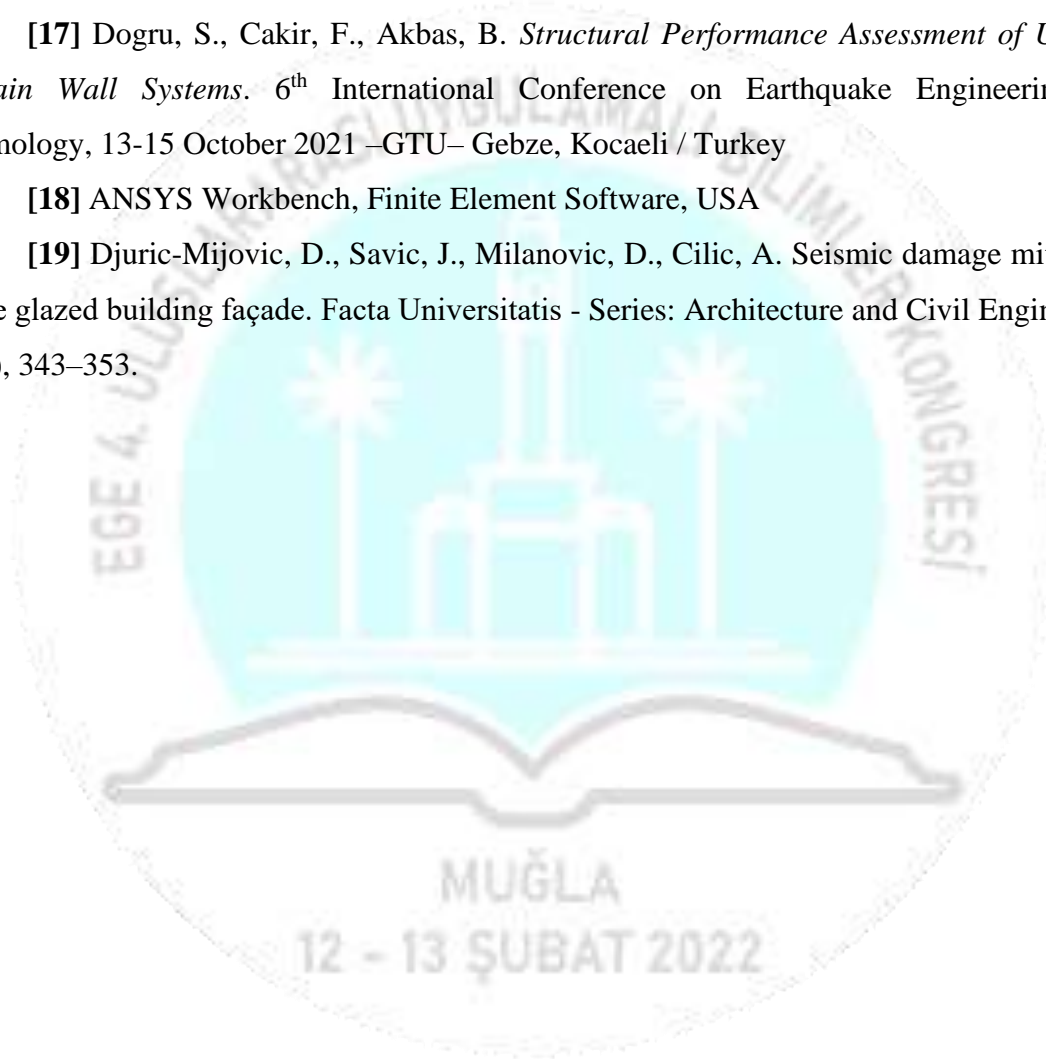 [17] Dogru, S., Cakir, F., Akbas, B. Structural Performance Assessment of U
ain Wall Systems. 6th International Conference on Earthquake Engineerin
nology, 13-15 October 2021 –GTU– Gebze, Kocaeli / Turkey
[18] ANSYS Workbench, Finite Element Software, USA
[19] Djuric-Mijovic, D., Savic, J., Milanovic, D., Cilic, A. Seismic damage mi
e glazed building façade. Facta Universitatis - Series: Architecture and Civil Engin
), 343–353.
EGE 4. ULUSLARARASI UYGULAMALI BİLİMLER KONGRESİ
MUĞLA
12 - 13 ŞUBAT 2022